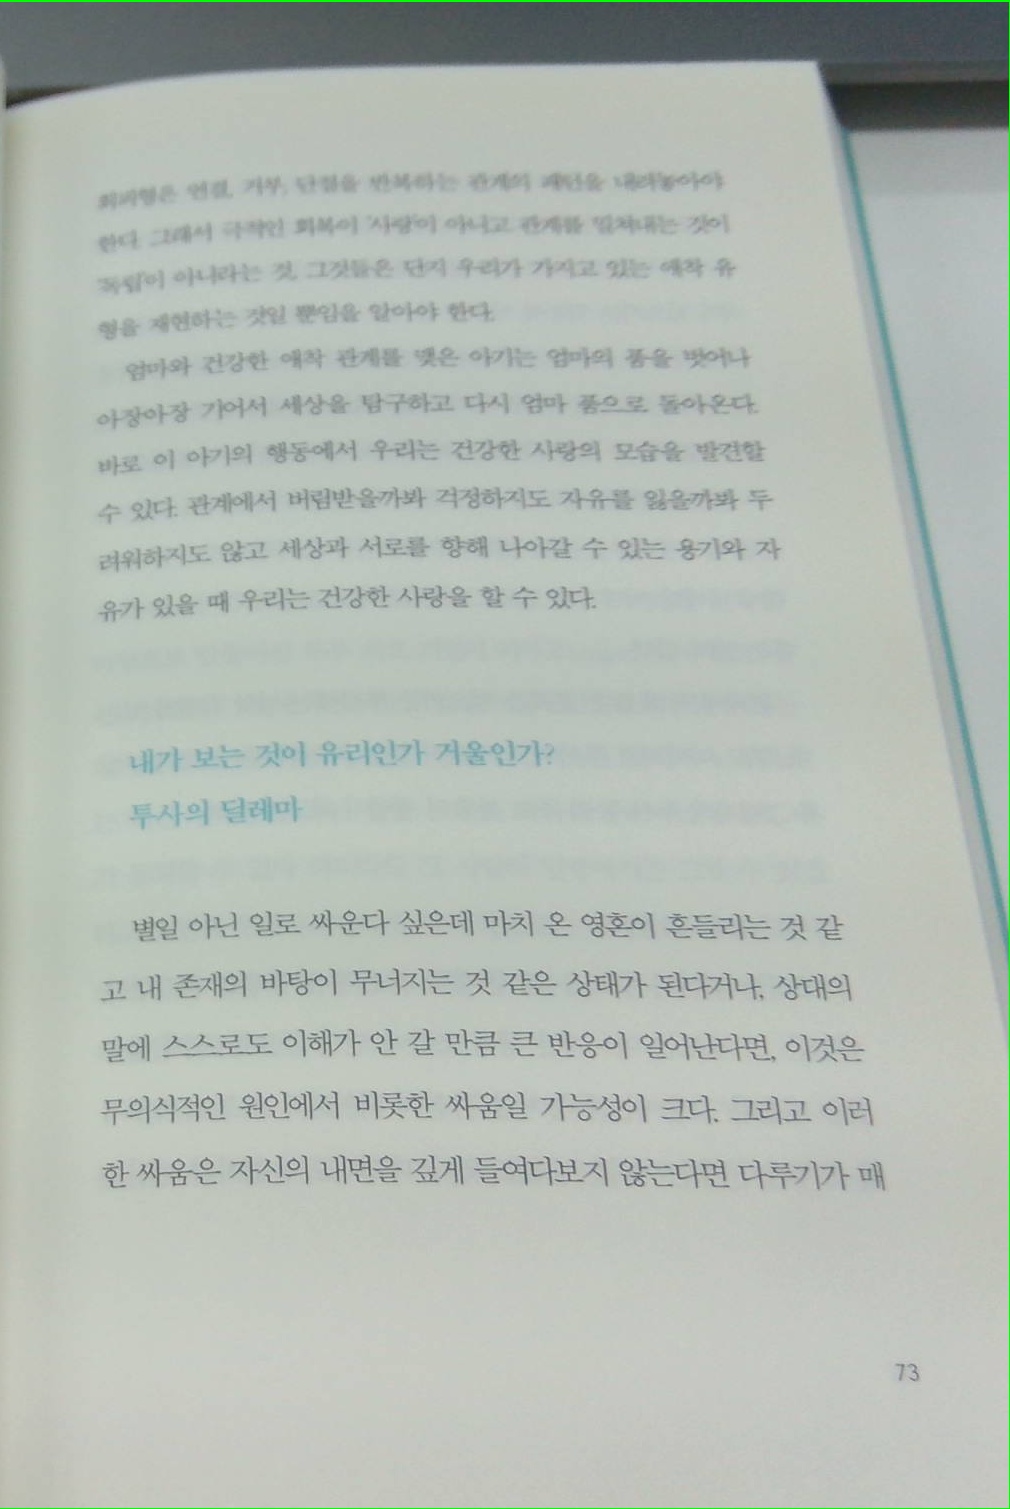 회피형은 연결, 거부, 단절을 반복하는 관계의 패턴을 내려놓아야
한다. 그래서 극적인 회복이 '사랑'이 아니고 관계를 밀쳐내는 것이
'독립'이 아니라는 것, 그것들은 단지 우리가 가지고 있는 애착 유
형을 재현하는 것일 뿐임을 알아야 한다.
엄마와 건강한 애착 관계를 맺은 아기는 엄마의 품을 벗어나
아장아장 기어서 세상을 탐구하고 다시 엄마 품으로 돌아온다.
바로 이 아기의 행동에서 우리는 건강한 사랑의 모습을 발견할
수 있다. 관계에서 버림받을까봐 걱정하지도 자유를 잃을까봐 두
려워하지도 않고 세상과 서로를 향해 나아갈 수 있는 용기와 자
유가 있을 때 우리는 건강한 사랑을 할 수 있다.
내가 보는 것이 유리인가 거울인가?
투사의 딜레마
별일 아닌 일로 싸운다 싶은데 마치 온 영혼이 흔들리는 것 같
고 내 존재의 바탕이 무너지는 것 같은 상태가 된다거나, 상대의
말에 스스로도 이해가 안 갈 만큼 큰 반응이 일어난다면, 이것은
무의식적인 원인에서 비롯한 싸움일 가능성이 크다. 그리고 이러
한 싸움은 자신의 내면을 깊게 들여다보지 않는다면 다루기가 매
73